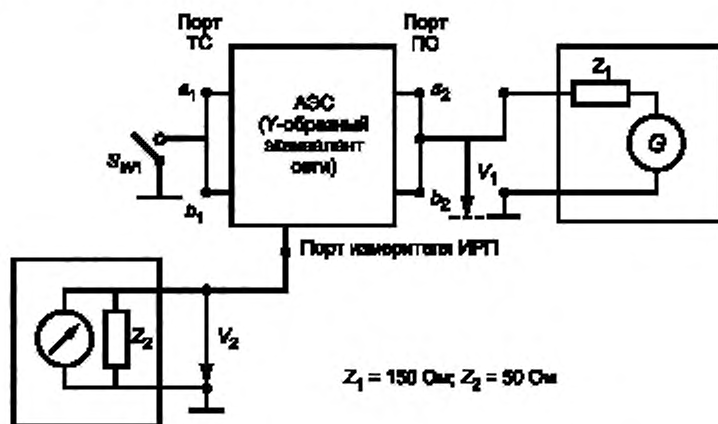 Порт
ТС
Порт
ПО
a₁
АЭС
(Y-образный
эквивалент
сети)
a₂
Z₁
G
b₁
b₂
V₁
Порт измерителя ИРП
Z₂
V₂
Z₁ = 150 Ом; Z₂ = 50 Ом